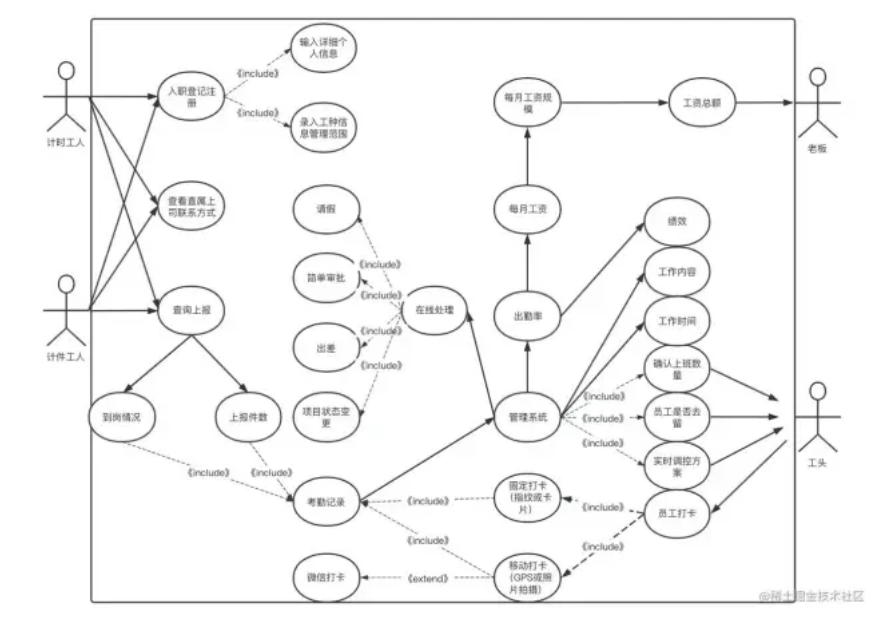 输入详细个
人信息
《include》
入职登记注
册
《include》
录入工种信
息管理范围
计时工人
每月工资规
模
工资总额
老板
查看直属上
司联系方式
请假
每月工资
绩效
《include》
简单审批
《include》
工作内容
计件工人
查询上报
在线处理
出勤率
工作时间
《include》
出差
《include》
确认上班数
量
《include》
到岗情况
上报件数
项目状态变
更
管理系统
《include》
员工是否去
留
《include》
实时调控方
案
工头
《include》
《include》
考勤记录
《include》
固定打卡
(指纹或卡
片)
《include》
员工打卡
《include》
《include》
微信打卡
《extend》
移动打卡
(GPS或照
片拍摄)
@稀土掘金技术社区